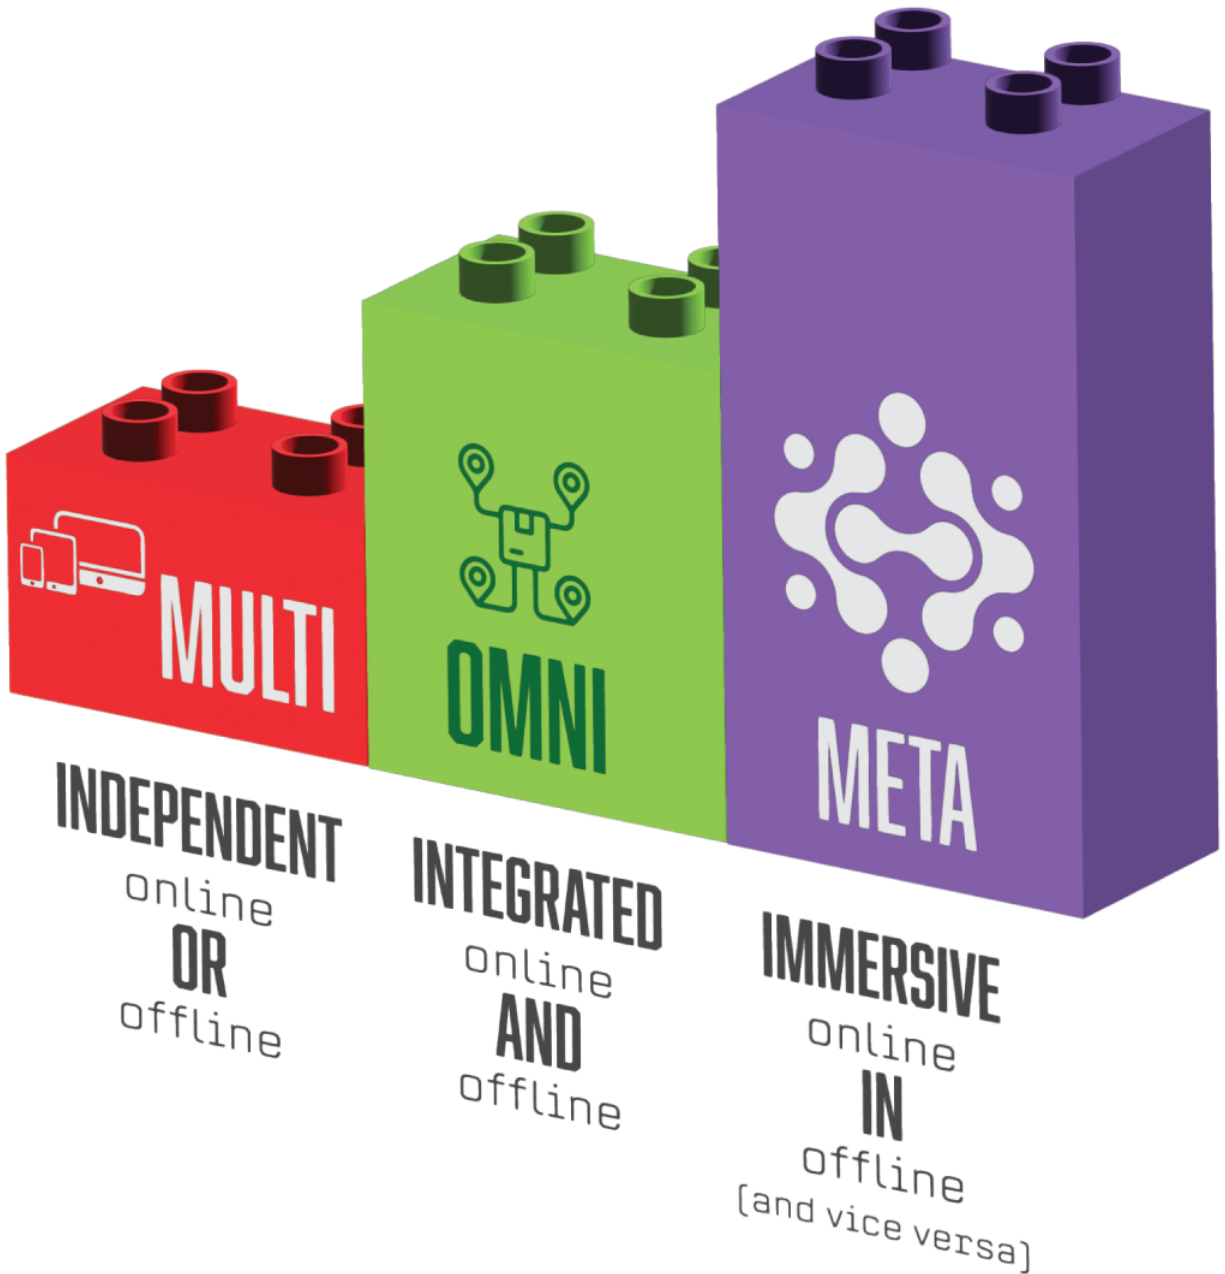 MULTI
OMNI
META
INDEPENDENT
online
OR
offline
INTEGRATED
online
AND
offline
IMMERSIVE
online
IN
offline
(and vice versa)